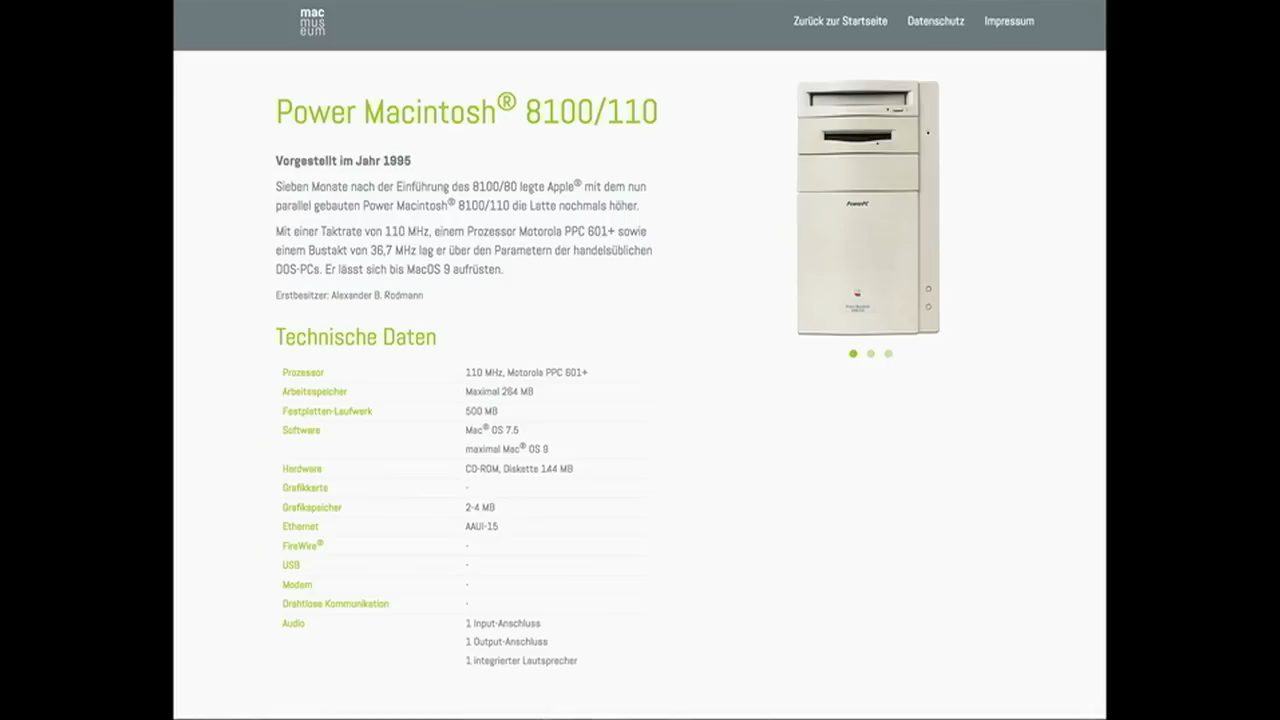 mac
mus
eum
Zurück zur Startseite
Datenschutz
Impressum
Power Macintosh® 8100/110
Vorgestellt im Jahr 1995
Sieben Monate nach der Einführung des 8100/80 legte Apple® mit dem nun
parallel gebauten Power Macintosh® 8100/110 die Latte nochmals höher.
Mit einer Taktrate von 110 MHz, einem Prozessor Motorola PPC 601+ sowie
einem Bustakt von 36,7 MHz lag er über den Parametern der handelsüblichen
DOS-PCs. Er lässt sich bis MacOS 9 aufrüsten.
Erstbesitzer: Alexander B. Rodmann
Technische Daten
Prozessor 110 MHz, Motorola PPC 601+
Arbeitsspeicher Maximal 264 MB
Festplatten-Laufwerk 500 MB
Software Mac® OS 7.5
maximal Mac® OS 9
Hardware CD-ROM, Diskette 1.44 MB
Grafikkarte -
Grafikspeicher 2-4 MB
Ethernet AAUI-15
FireWire® -
USB -
Modem -
Drahtlose Kommunikation -
Audio 1 Input-Anschluss
1 Output-Anschluss
1 integrierter Lautsprecher
PowerPC